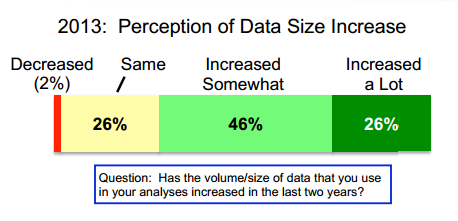 2013:  Perception of Data Size Increase
Decreased
(2%)
Same
Increased
Somewhat
Increased
a Lot
26%
46%
26%
Question:  Has the volume/size of data that you use
in your analyses increased in the last two years?